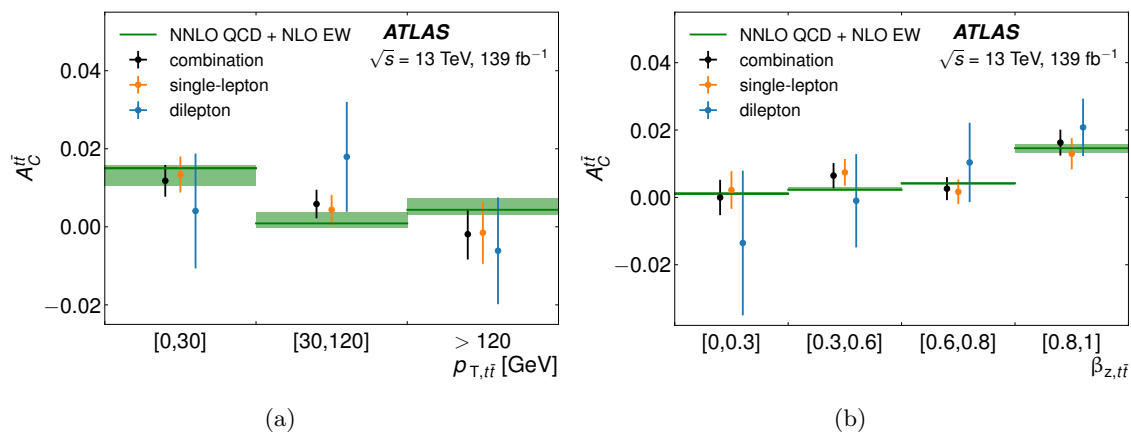 NNLO QCD + NLO EW
combination
single-lepton
dilepton
ATLAS
√s = 13 TeV, 139 fb⁻¹
0.04
0.02
0.00
−0.02
A_C^{tt̄}
[0,30]
[30,120]
> 120
p_{T,tt̄} [GeV]
(a)
NNLO QCD + NLO EW
combination
single-lepton
dilepton
ATLAS
√s = 13 TeV, 139 fb⁻¹
0.04
0.02
0.00
−0.02
A_C^{tt̄}
[0,0.3]
[0.3,0.6]
[0.6,0.8]
[0.8,1]
β_{z,tt̄}
(b)